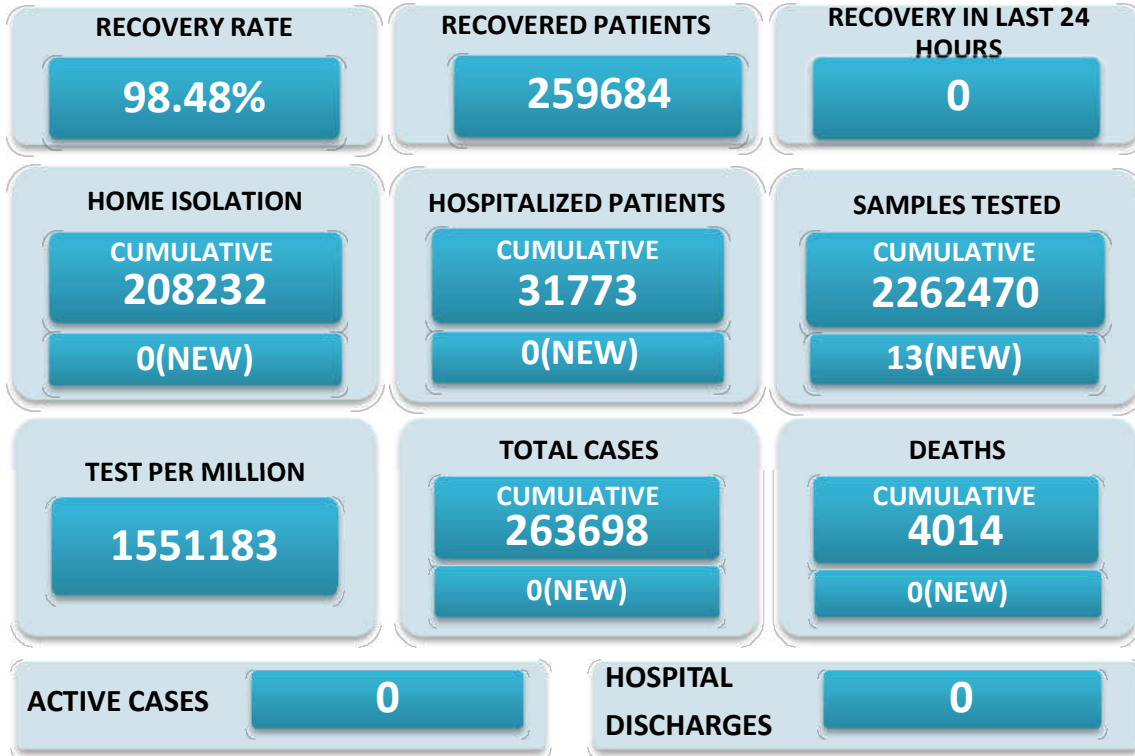 RECOVERY RATE
98.48%
RECOVERED PATIENTS
259684
RECOVERY IN LAST 24
HOURS
0
HOME ISOLATION
CUMULATIVE
208232
0(NEW)
HOSPITALIZED PATIENTS
CUMULATIVE
31773
0(NEW)
SAMPLES TESTED
CUMULATIVE
2262470
13(NEW)
TEST PER MILLION
1551183
TOTAL CASES
CUMULATIVE
263698
0(NEW)
DEATHS
CUMULATIVE
4014
0(NEW)
ACTIVE CASES
0
HOSPITAL
DISCHARGES
0